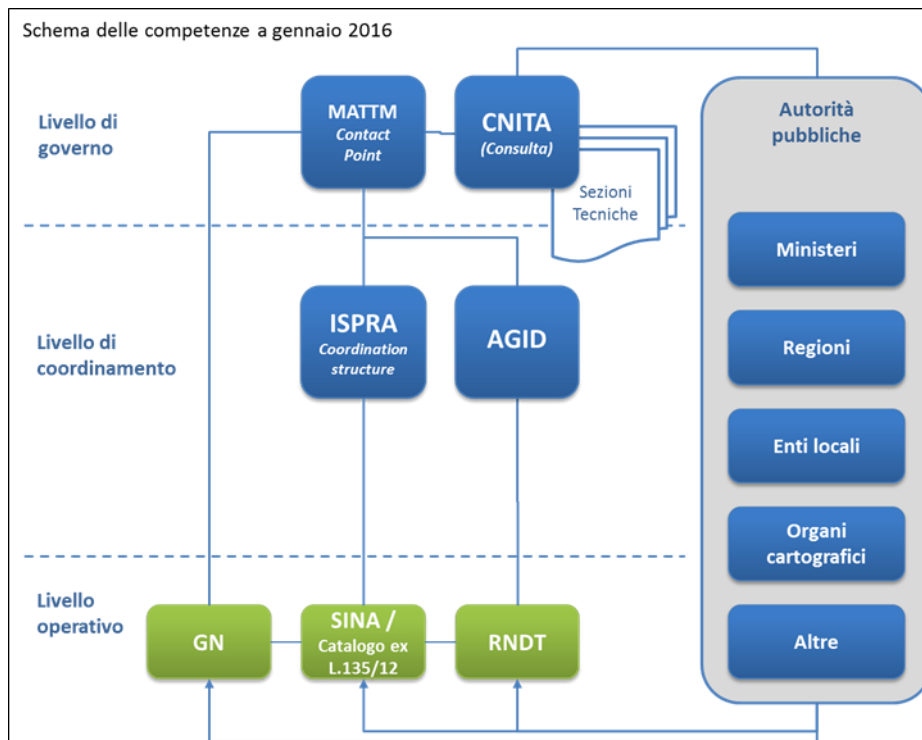 Schema delle competenze a gennaio 2016
Livello di
governo
MATTM
Contact
Point
CNITA
(Consulta)
Sezioni
Tecniche
Autorità
pubbliche
Ministeri
Regioni
Enti locali
Organi
cartografici
Altre
Livello di
coordinamento
ISPRA
Coordination
structure
AGID
Livello
operativo
GN
SINA /
Catalogo ex
L.135/12
RNDT